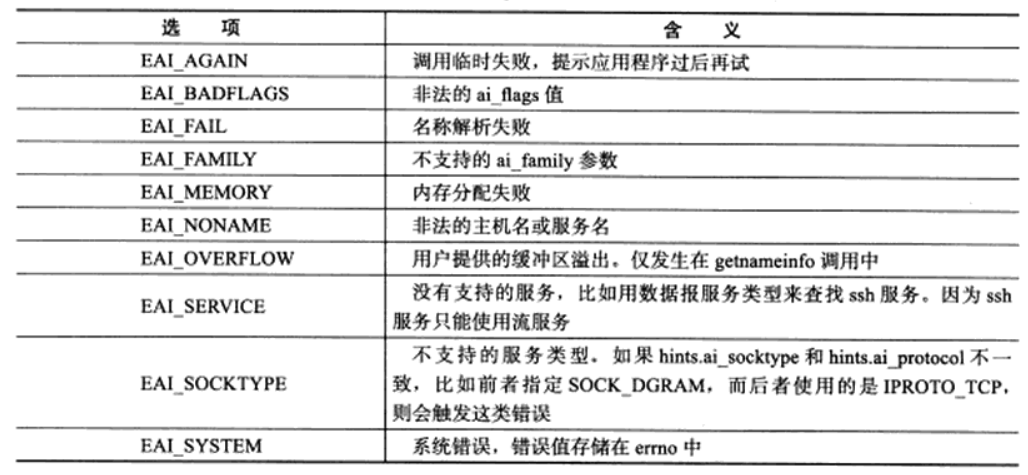 选 项 含 义
EAI_AGAIN 调用临时失败，提示应用程序过后再试
EAI_BADFLAGS 非法的 ai_flags 值
EAI_FAIL 名称解析失败
EAI_FAMILY 不支持的 ai_family 参数
EAI_MEMORY 内存分配失败
EAI_NONAME 非法的主机名或服务名
EAI_OVERFLOW 用户提供的缓冲区溢出。仅发生在 getnameinfo 调用中
EAI_SERVICE 没有支持的服务，比如用数据报服务类型来查找 ssh 服务。因为 ssh
服务只能使用流服务
EAI_SOCKTYPE 不支持的服务类型。如果 hints.ai_socktype 和 hints.ai_protocol 不一
致，比如前者指定 SOCK_DGRAM，而后者使用的是 IPROTO_TCP，
则会触发这类错误
EAI_SYSTEM 系统错误，错误值存储在 errno 中